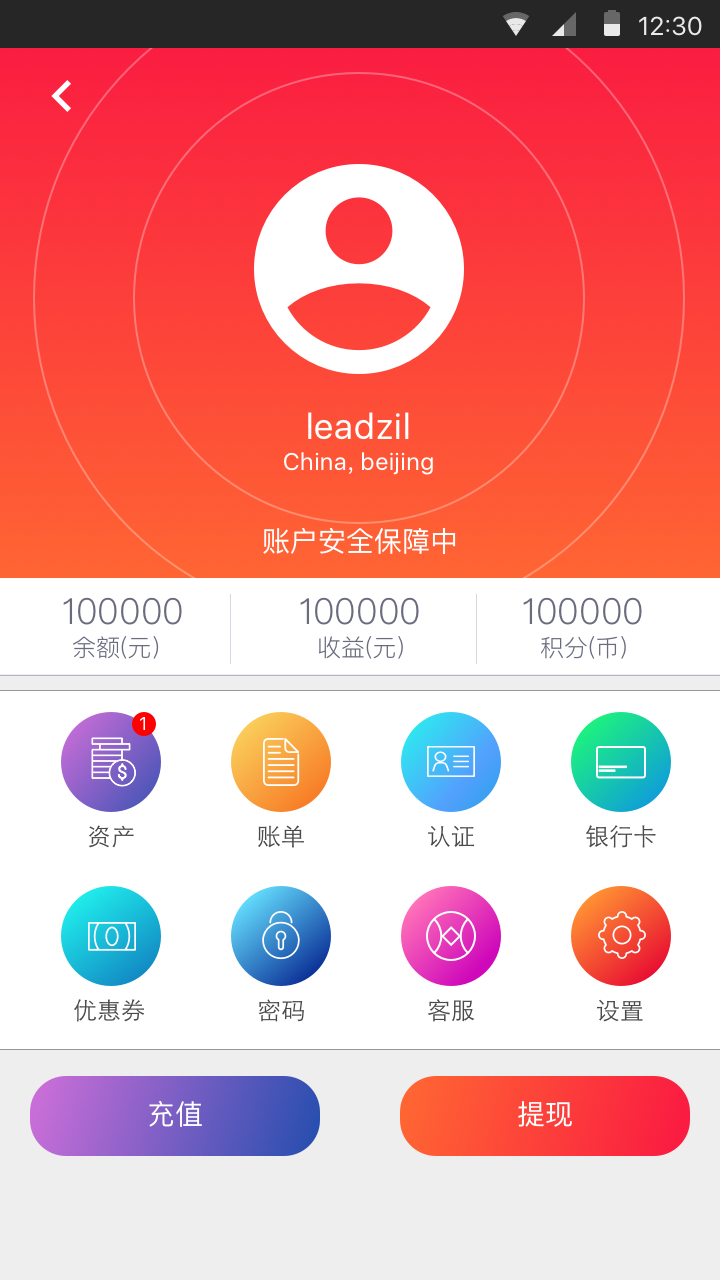 12:30
leadzil
China, beijing
账户安全保障中
100000 100000 100000
余额(元) 收益(元) 积分(币)
1
资产 账单 认证 银行卡
优惠券 密码 客服 设置
充值 提现